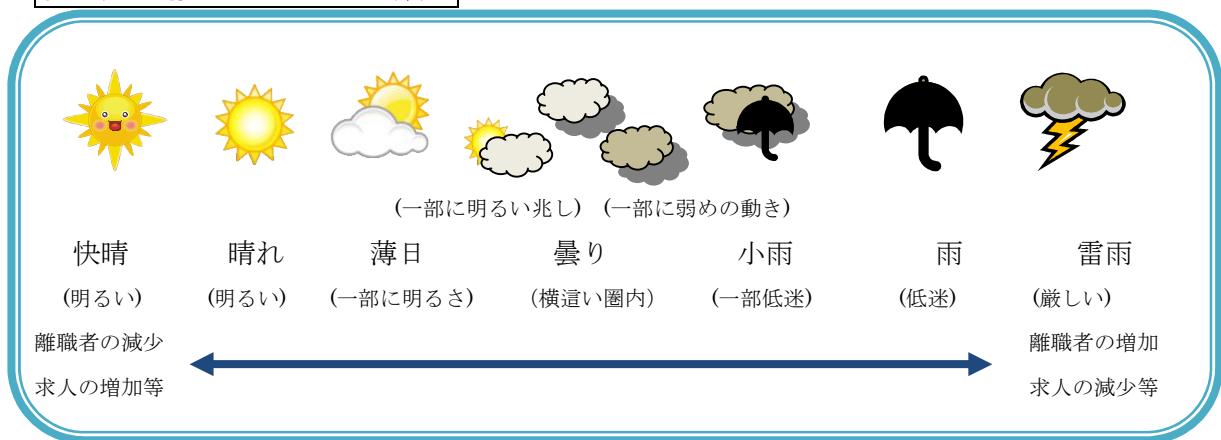 (一部に明るい兆し) (一部に弱めの動き)
快晴 晴れ 薄日 曇り 小雨 雨 雷雨
(明るい) (明るい) (一部に明るさ) (横這い圏内) (一部低迷) (低迷) (厳しい)
離職者の減少 離職者の増加
求人の増加等 求人の減少等